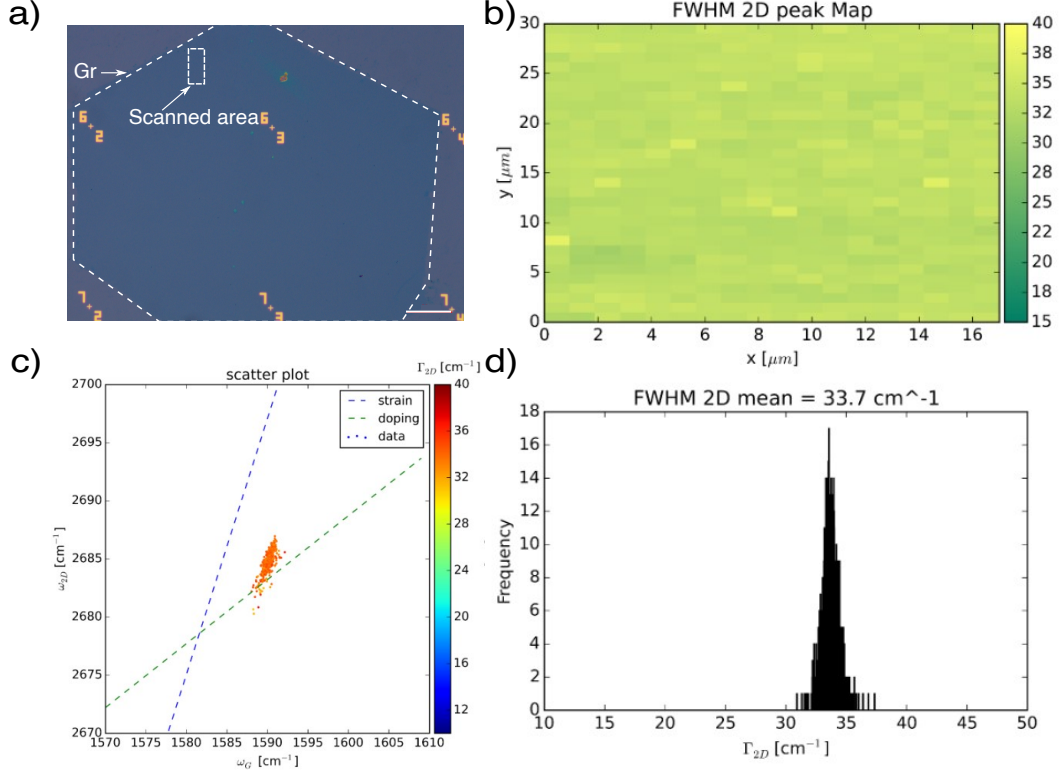 a)
Gr
Scanned area
6
2
6
3
6
4
7
2
7
3
7
4
b)
FWHM 2D peak Map
30
25
20
15
10
5
0
y [μm]
0 2 4 6 8 10 12 14 16
x [μm]
40
38
35
32
30
28
25
22
20
18
15
c)
scatter plot
Γ2D [cm⁻¹]
strain
doping
data
2700
2695
2690
2685
2680
2675
2670
ω2D [cm⁻¹]
1570 1575 1580 1585 1590 1595 1600 1605 1610
ωG [cm⁻¹]
40
36
32
28
24
20
16
12
d)
FWHM 2D mean = 33.7 cm^-1
18
16
14
12
10
8
6
4
2
0
Frequency
10 15 20 25 30 35 40 45 50
Γ2D [cm⁻¹]